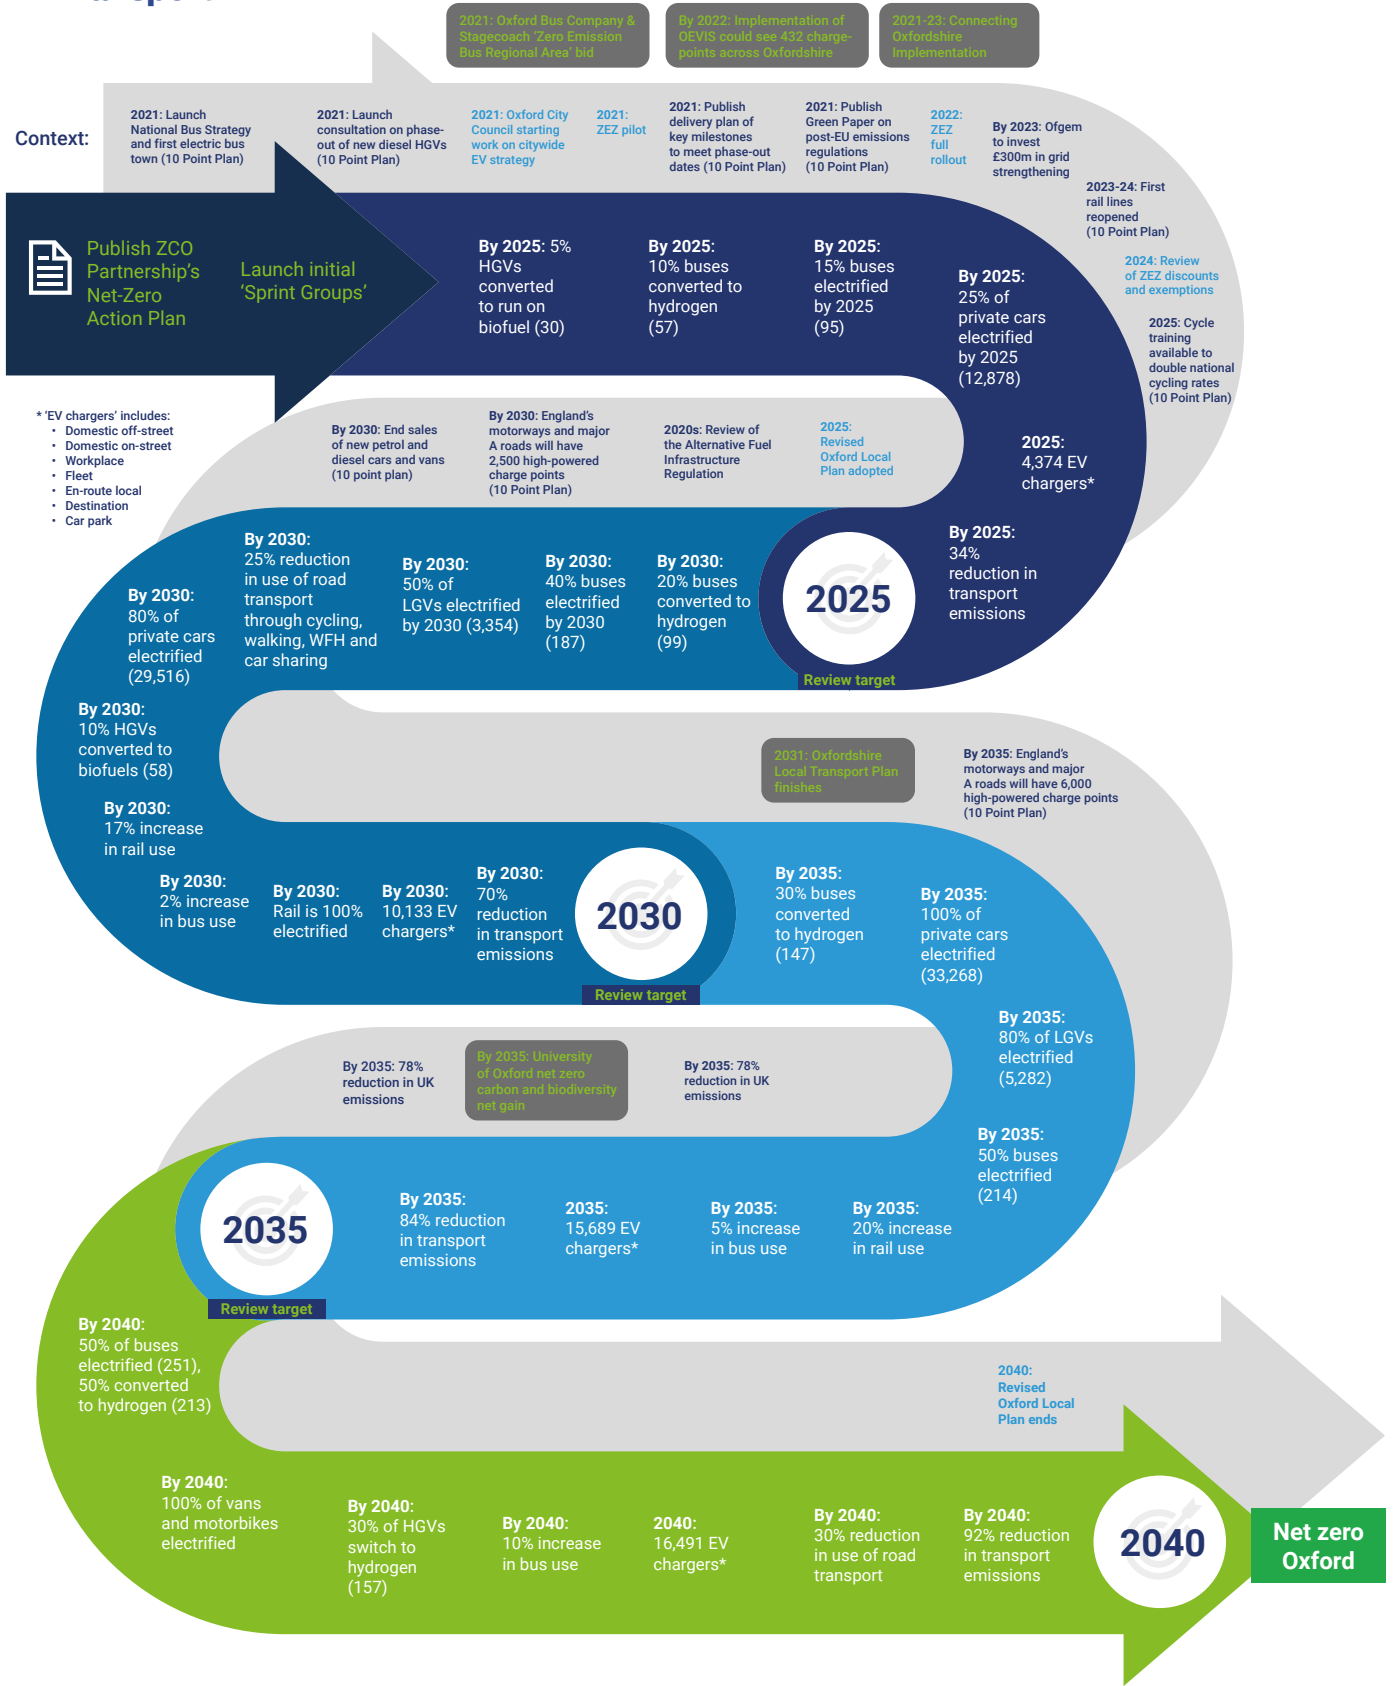 2021: Oxford Bus Company &
Stagecoach ‘Zero Emission
Bus Regional Area’ bid
By 2022: Implementation of
OEVIS could see 432 charge-
points across Oxfordshire
2021-23: Connecting
Oxfordshire
Implementation
Context:
2021: Launch
National Bus Strategy
and first electric bus
town (10 Point Plan)
2021: Launch
consultation on phase-
out of new diesel HGVs
(10 Point Plan)
2021: Oxford City
Council starting
work on citywide
EV strategy
2021:
ZEZ pilot
2021: Publish
delivery plan of
key milestones
to meet phase-out
dates (10 Point Plan)
2021: Publish
Green Paper on
post-EU emissions
regulations
(10 Point Plan)
2022:
ZEZ
full
rollout
By 2023: Ofgem
to invest
£300m in grid
strengthening
2023-24: First
rail lines
reopened
(10 Point Plan)
2024: Review
of ZEZ discounts
and exemptions
2025: Cycle
training
available to
double national
cycling rates
(10 Point Plan)
Publish ZCO
Partnership’s
Net-Zero
Action Plan
Launch initial
‘Sprint Groups’
By 2025: 5%
HGVs
converted
to run on
biofuel (30)
By 2025:
10% buses
converted to
hydrogen
(57)
By 2025:
15% buses
electrified
by 2025
(95)
By 2025:
25% of
private cars
electrified
by 2025
(12,878)
2025:
4,374 EV
chargers*
By 2025:
34%
reduction in
transport
emissions
* ‘EV chargers’ includes:
• Domestic off-street
• Domestic on-street
• Workplace
• Fleet
• En-route local
• Destination
• Car park
By 2030: End sales
of new petrol and
diesel cars and vans
(10 point plan)
By 2030: England’s
motorways and major
A roads will have
2,500 high-powered
charge points
(10 Point Plan)
2020s: Review of
the Alternative Fuel
Infrastructure
Regulation
2025:
Revised
Oxford Local
Plan adopted
2025
Review target
By 2030:
20% buses
converted to
hydrogen
(99)
By 2030:
40% buses
electrified
by 2030
(187)
By 2030:
50% of
LGVs electrified
by 2030 (3,354)
By 2030:
25% reduction
in use of road
transport
through cycling,
walking, WFH and
car sharing
By 2030:
80% of
private cars
electrified
(29,516)
By 2030:
10% HGVs
converted to
biofuels (58)
By 2030:
17% increase
in rail use
By 2030:
2% increase
in bus use
By 2030:
Rail is 100%
electrified
By 2030:
10,133 EV
chargers*
By 2030:
70%
reduction
in transport
emissions
2030
Review target
2031: Oxfordshire
Local Transport Plan
finishes
By 2035: England’s
motorways and major
A roads will have 6,000
high-powered charge points
(10 Point Plan)
By 2035:
30% buses
converted
to hydrogen
(147)
By 2035:
100% of
private cars
electrified
(33,268)
By 2035:
80% of LGVs
electrified
(5,282)
By 2035:
50% buses
electrified
(214)
By 2035: 78%
reduction in UK
emissions
By 2035: University
of Oxford net zero
carbon and biodiversity
net gain
By 2035: 78%
reduction in UK
emissions
By 2035:
20% increase
in rail use
By 2035:
5% increase
in bus use
2035:
15,689 EV
chargers*
By 2035:
84% reduction
in transport
emissions
2035
Review target
By 2040:
50% of buses
electrified (251),
50% converted
to hydrogen (213)
2040:
Revised
Oxford Local
Plan ends
By 2040:
100% of vans
and motorbikes
electrified
By 2040:
30% of HGVs
switch to
hydrogen
(157)
By 2040:
10% increase
in bus use
2040:
16,491 EV
chargers*
By 2040:
30% reduction
in use of road
transport
By 2040:
92% reduction
in transport
emissions
2040
Net zero
Oxford